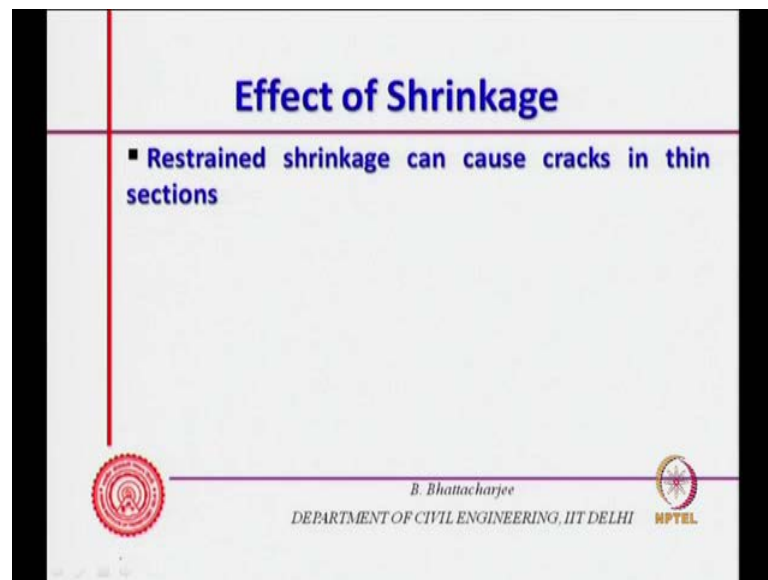 Effect of Shrinkage
▪ Restrained shrinkage can cause cracks in thin
sections
B. Bhattacharjee
DEPARTMENT OF CIVIL ENGINEERING, IIT DELHI
NPTEL